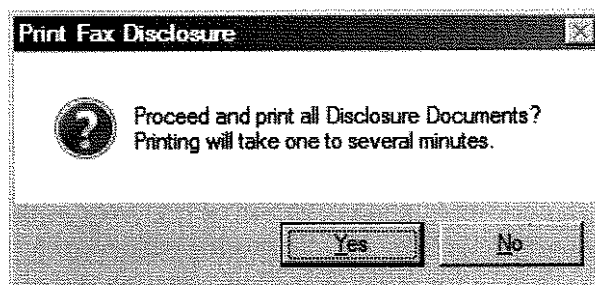 Print Fax Disclosure
Proceed and print all Disclosure Documents?
Printing will take one to several minutes.
Yes
No